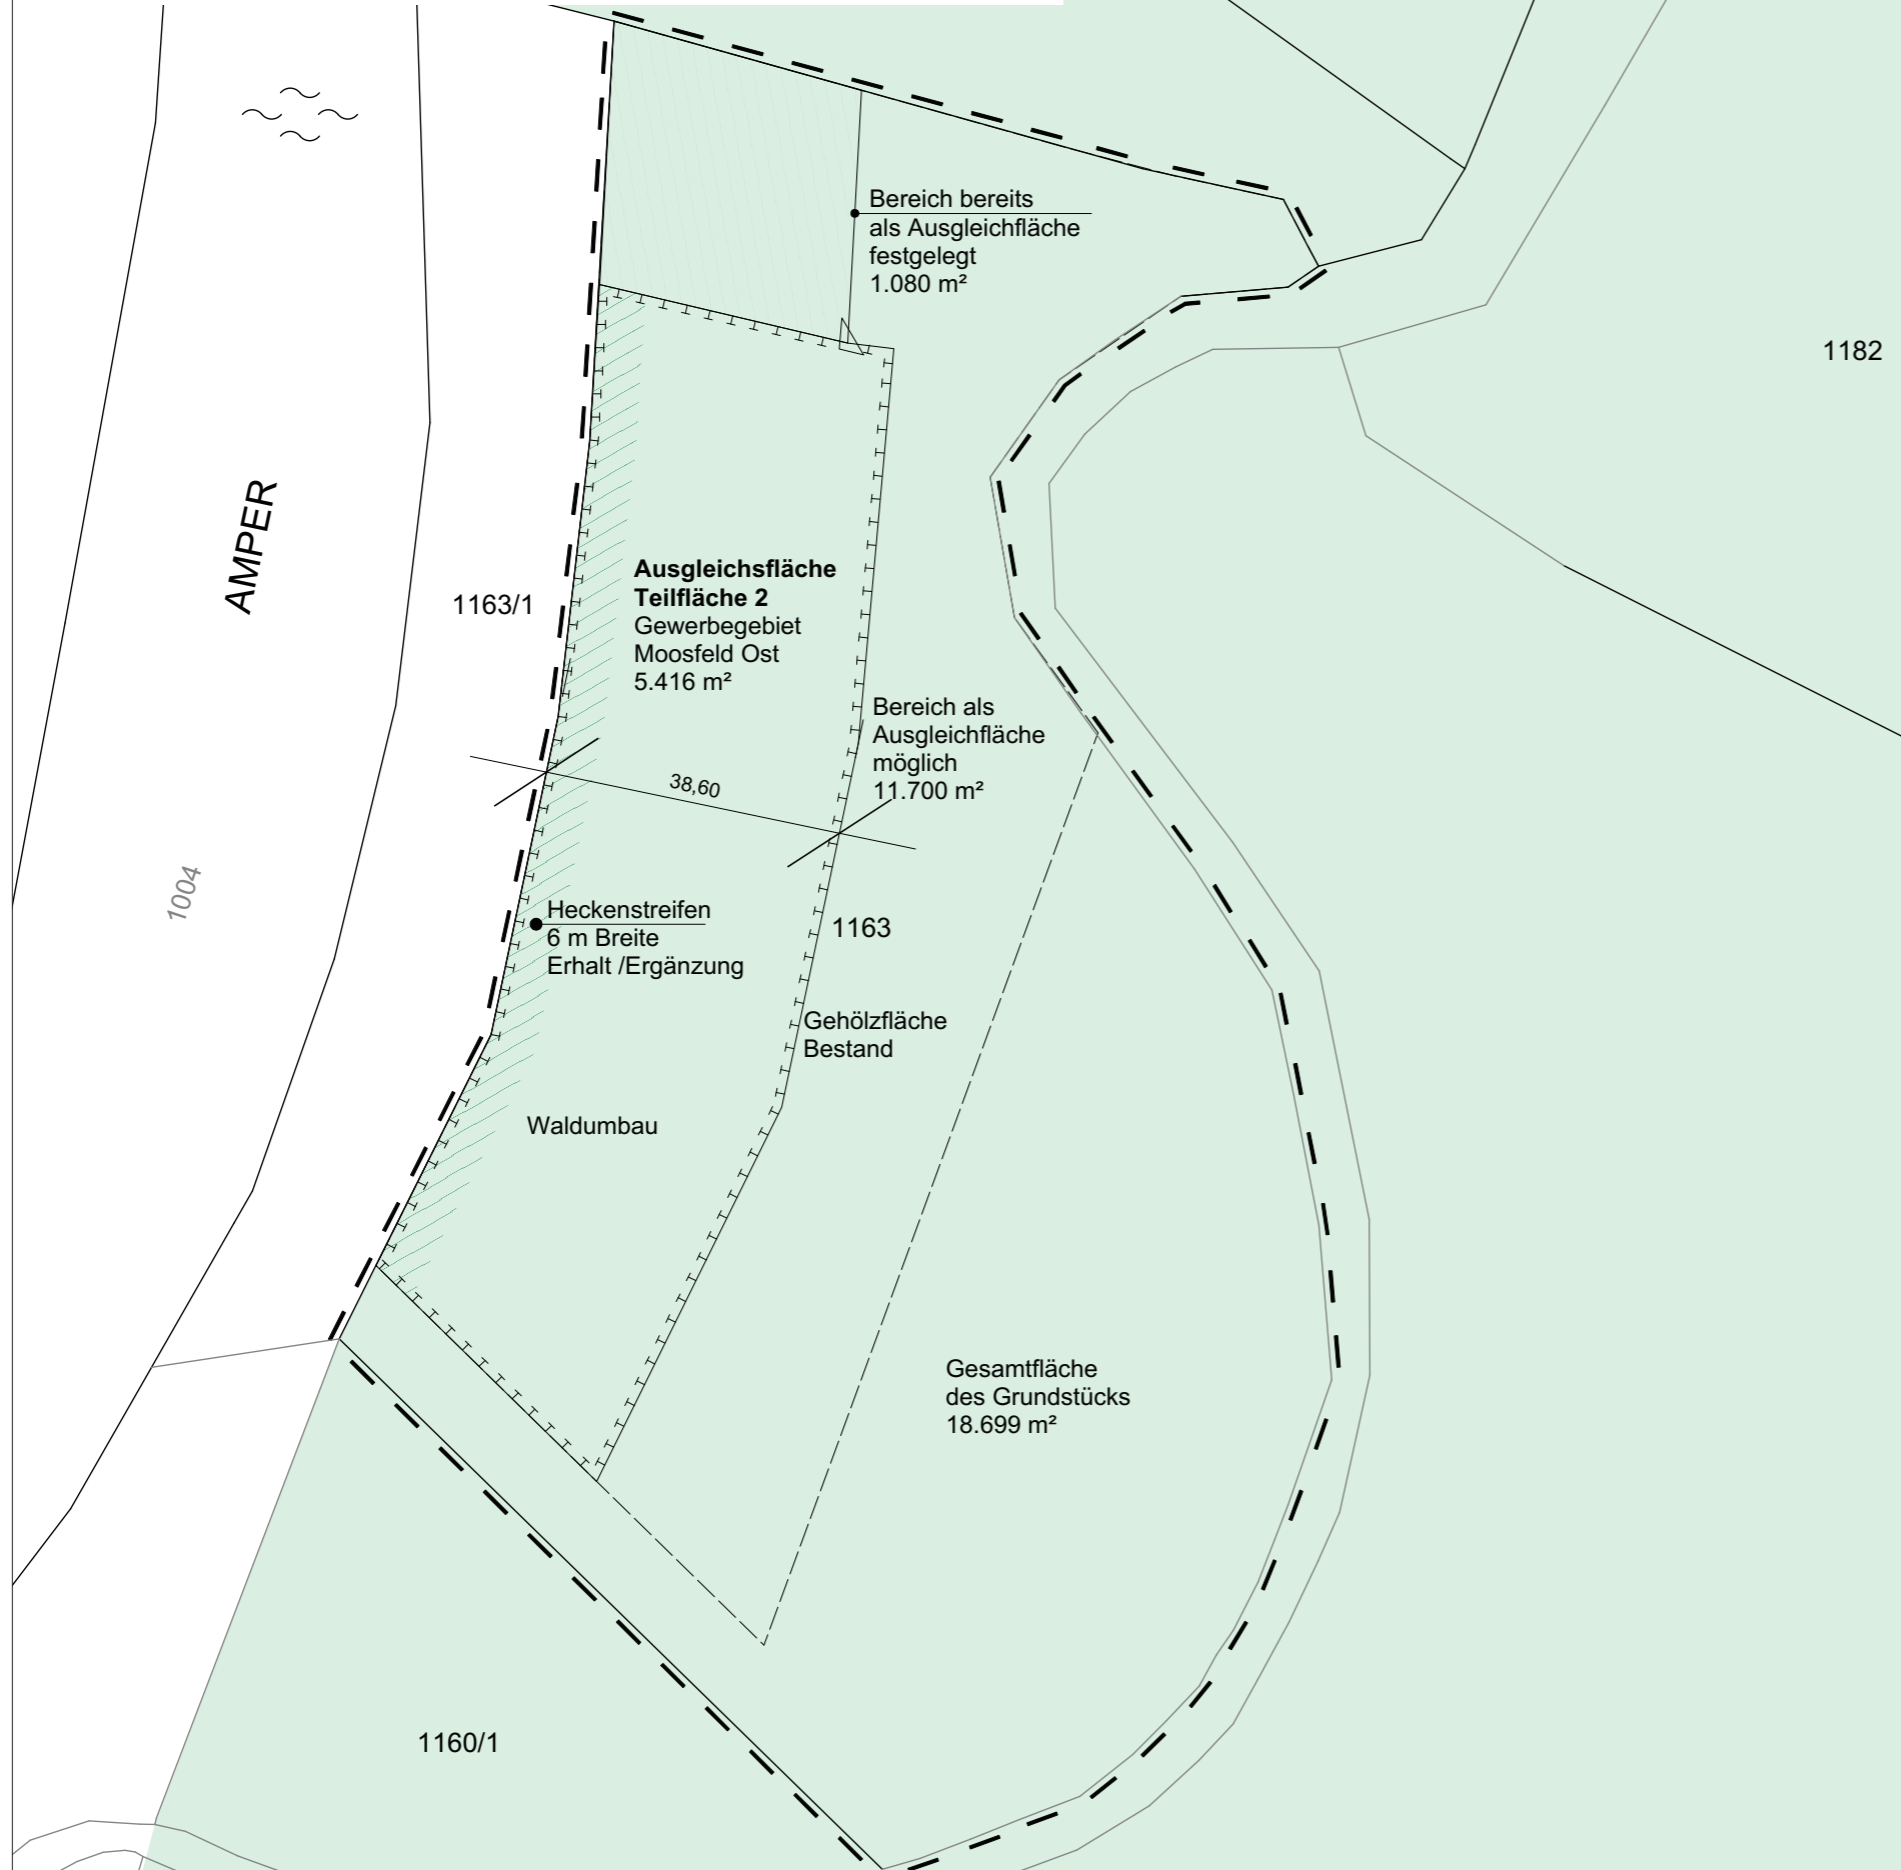 Bereich bereits
als Ausgleichfläche
festgelegt
1.080 m²
1182
AMPER
1163/1
Ausgleichsfläche
Teilfläche 2
Gewerbegebiet
Moosfeld Ost
5.416 m²
Bereich als
Ausgleichfläche
möglich
11.700 m²
38,60
1004
Heckenstreifen
6 m Breite
Erhalt /Ergänzung
1163
Gehölzfläche
Bestand
Waldumbau
Gesamtfläche
des Grundstücks
18.699 m²
1160/1